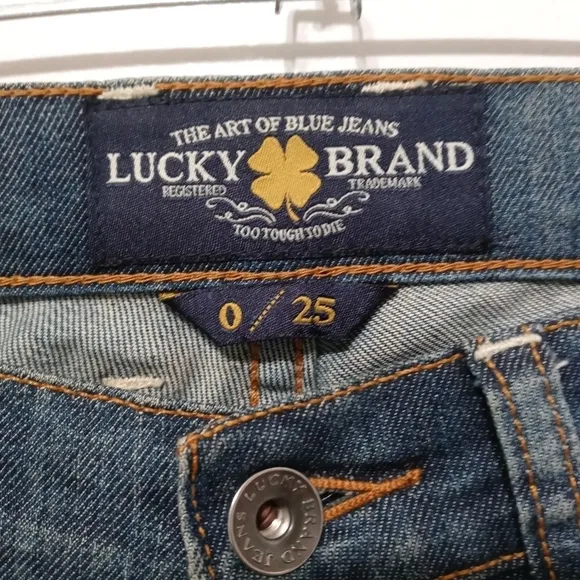 THE ART OF BLUE JEANS
LUCKY BRAND
REGISTERED TRADEMARK
TOO TOUGH TO DIE
0 / 25
LUCKY BRAND JEANS